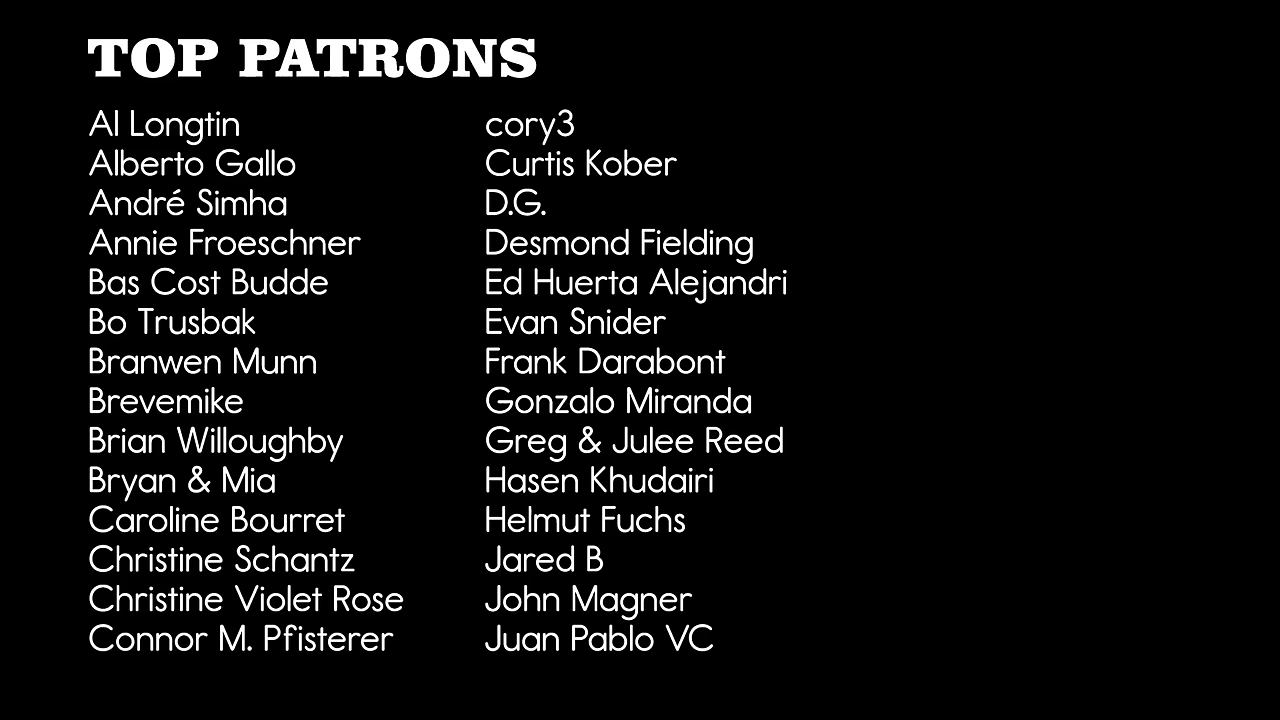 TOP PATRONS
Al Longtin
Alberto Gallo
André Simha
Annie Froeschner
Bas Cost Budde
Bo Trusbak
Branwen Munn
Brevemike
Brian Willoughby
Bryan & Mia
Caroline Bourret
Christine Schantz
Christine Violet Rose
Connor M. Pfisterer
cory3
Curtis Kober
D.G.
Desmond Fielding
Ed Huerta Alejandri
Evan Snider
Frank Darabont
Gonzalo Miranda
Greg & Julee Reed
Hasen Khudairi
Helmut Fuchs
Jared B
John Magner
Juan Pablo VC